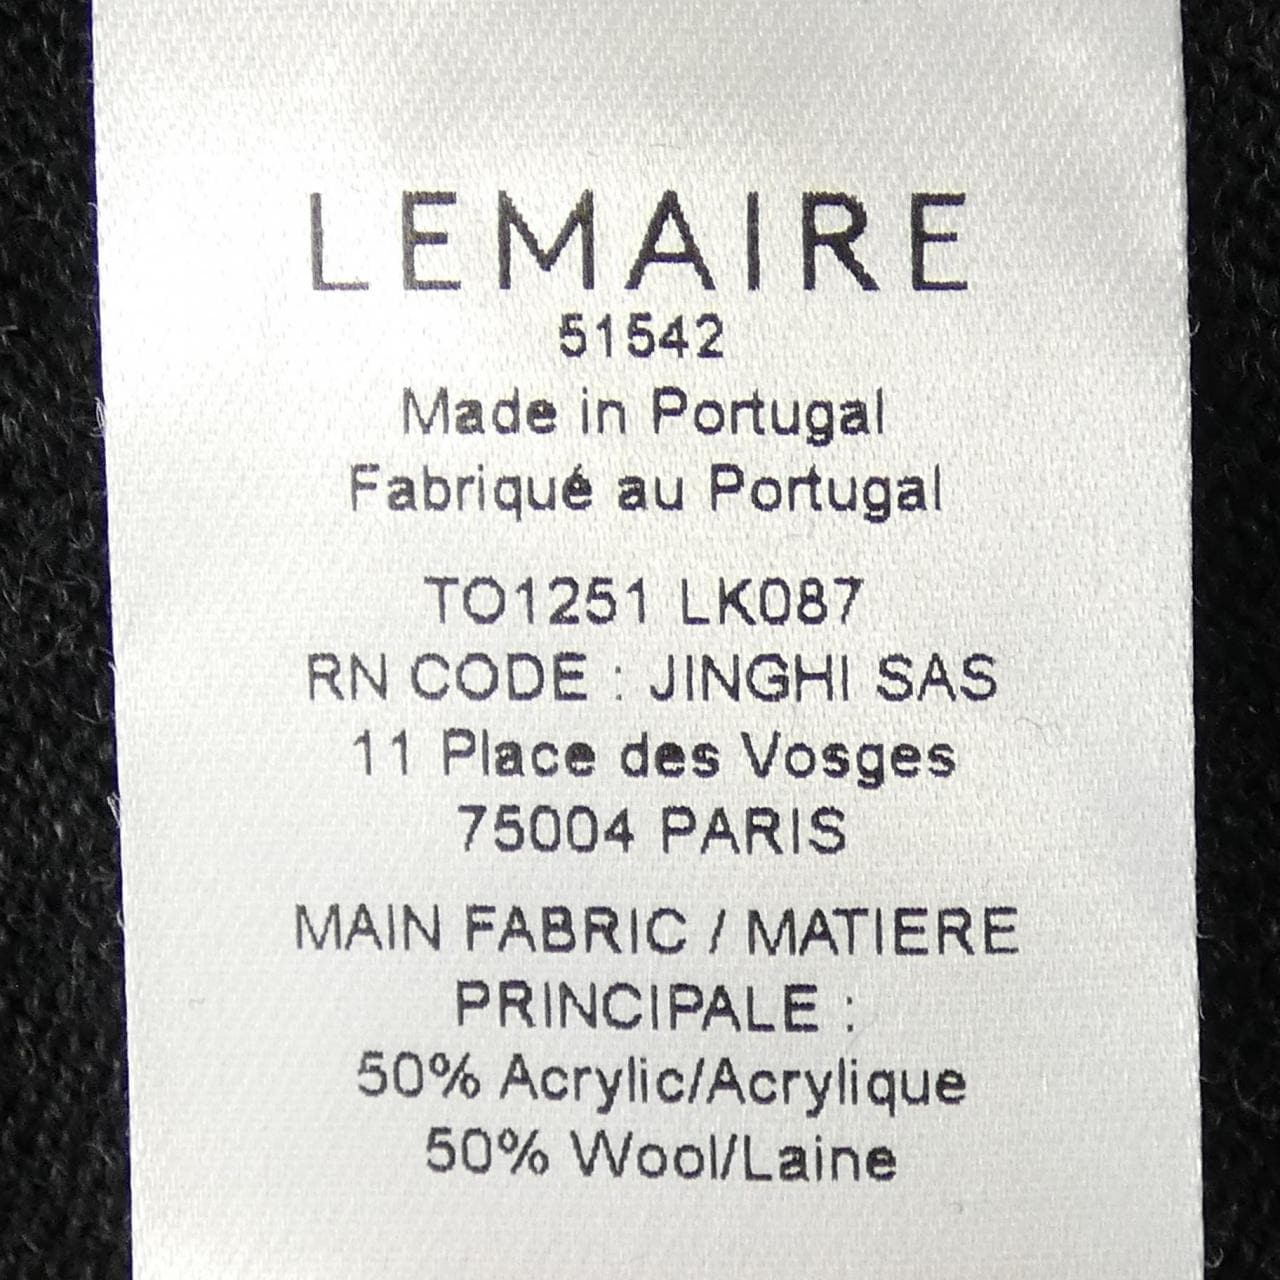 LEMAIRE
51542
Made in Portugal
Fabriqué au Portugal
TO1251 LK087
RN CODE : JINGHI SAS
11 Place des Vosges
75004 PARIS
MAIN FABRIC / MATIERE
PRINCIPALE :
50% Acrylic/Acrylique
50% Wool/Laine